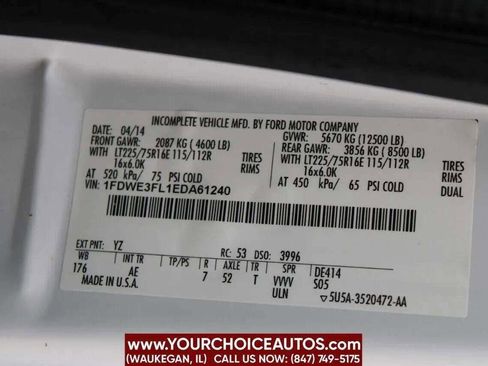 INCOMPLETE VEHICLE MFD. BY FORD MOTOR COMPANY
DATE: 04/14 GVWR: 5670 KG (12500 LB)
FRONT GAWR: 2087 KG ( 4600 LB) REAR GAWR: 3856 KG ( 8500 LB)
WITH LT225/75R16E 115/112R TIRES WITH LT225/75R16E 115/112R TIRES
16x6.0K RIMS 16x6.0K RIMS
AT 520 kPa/ 75 PSI COLD AT 450 kPa/ 65 PSI COLD DUAL
1FDWE3FL1EDA61240
EXT PNT: YZ RC: 53 DSO: 3996
WB INT TR TP/PS R AXLE TR SPR DE414
176 AE 7 52 T VVVV S05
MADE IN U.S.A. ULN 5U5A-3520472-AA
WWW.YOURCHOICEAUTOS.COM
(WAUKEGAN, IL) CALL US FIRST: (847) 749-5175